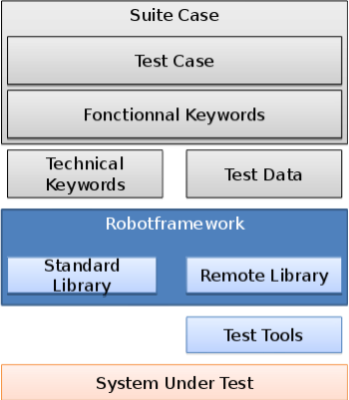 Suite Case
Test Case
Fonctionnal Keywords
Technical
Keywords
Test Data
Robotframework
Standard
Library
Remote Library
Test Tools
System Under Test